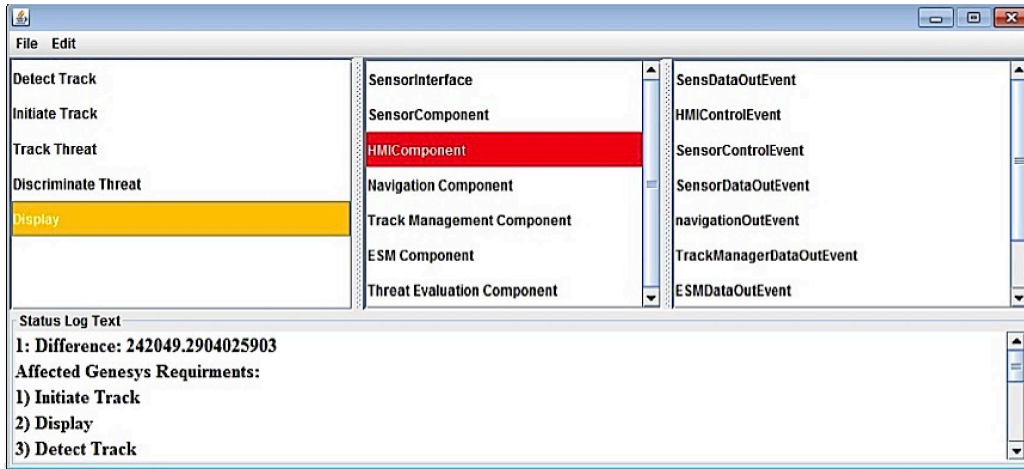 File Edit
Detect Track
Initiate Track
Track Threat
Discriminate Threat
Display
SensorInterface
SensorComponent
HMIComponent
Navigation Component
Track Management Component
ESM Component
Threat Evaluation Component
SensDataOutEvent
HMIControlEvent
SensorControlEvent
SensorDataOutEvent
navigationOutEvent
TrackManagerDataOutEvent
ESMDataOutEvent
Status Log Text
1: Difference: 242049.2904025903
Affected Genesys Requirments:
1) Initiate Track
2) Display
3) Detect Track